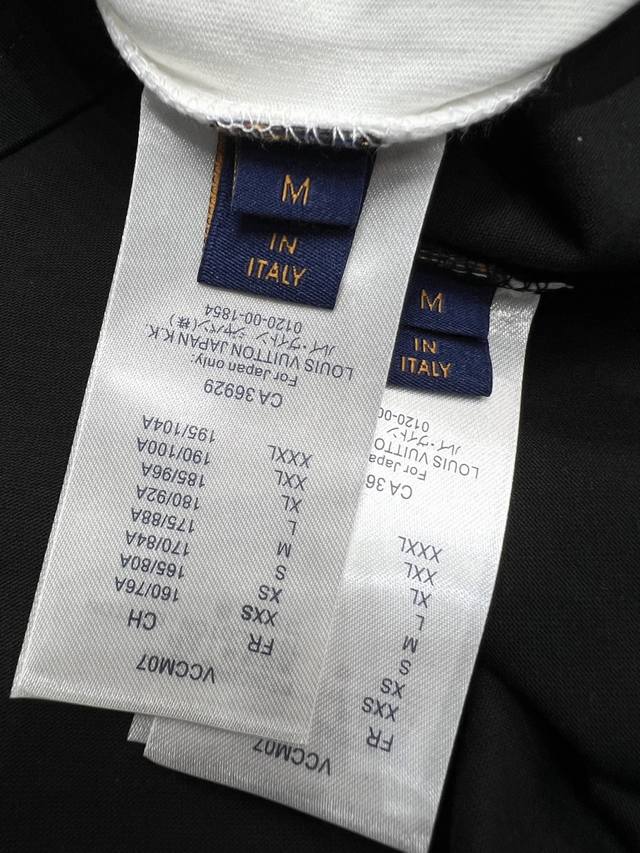 M
IN
ITALY
VCCM07
FR CH
XXS 160/76A
XS 165/80A
S 170/84A
M 175/88A
L 180/92A
XL 185/96A
XXL 190/100A
XXXL 195/104A
CA 36929
For Japan only:
LOUIS VUITTON JAPAN K.K.
ルイ・ヴィトン ジャパン(株)
0120-00-1854
M
IN
ITALY
VCCM07
FR
XXS
XS
S
M
L
XL
XXL
XXXL
CA 36
For Japa
LOUIS VUITTO
ルイ・ヴィトン
0120-00